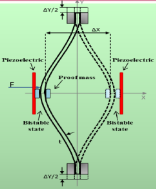 ΔY/2
ΔX
Piezoelectric
Piezoelectric
F
Proof mass
Bistable
state
Bistable
state
t
ΔY/2